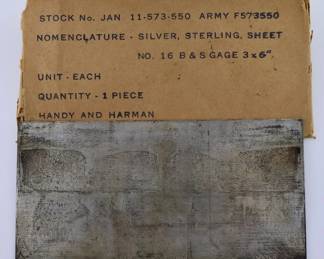 STOCK No. JAN 11-573-550 ARMY F573550
NOMENCLATURE - SILVER, STERLING, SHEET
NO. 16 B & S GAGE 3 x 6"
UNIT - EACH
QUANTITY - 1 PIECE
HANDY AND HARMAN